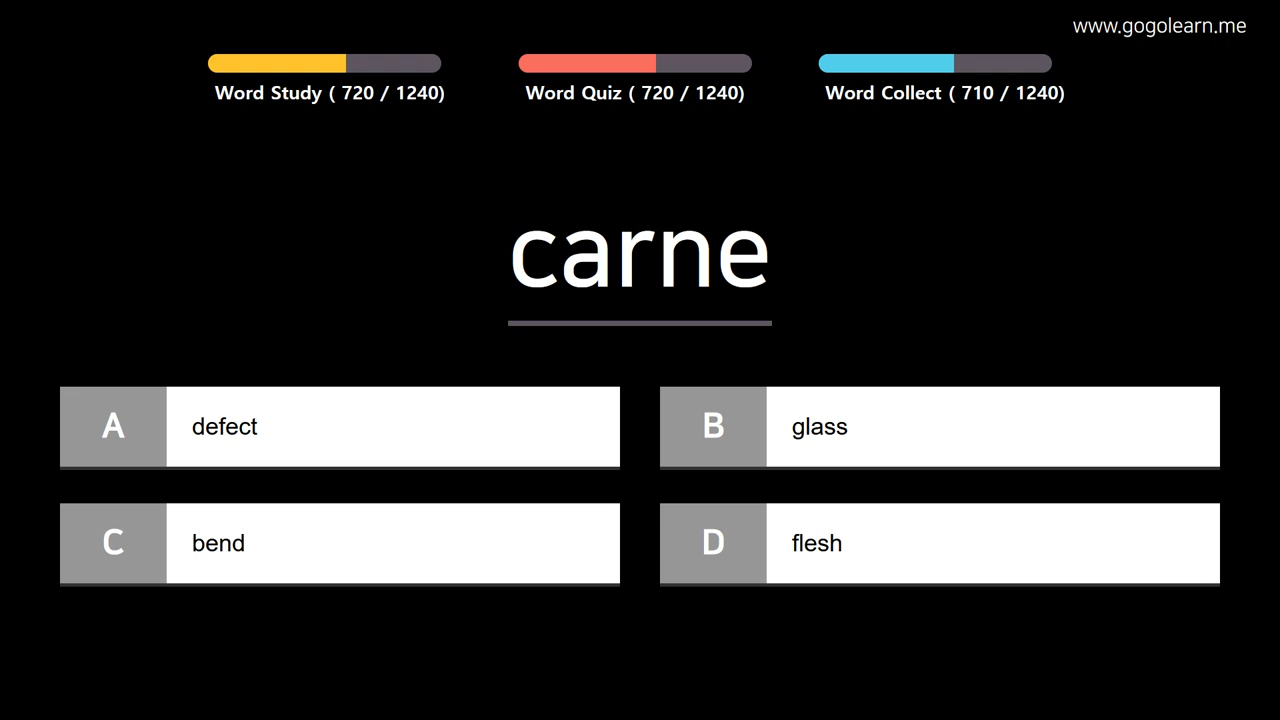 www.gogolearn.me
Word Study ( 720 / 1240)
Word Quiz ( 720 / 1240)
Word Collect ( 710 / 1240)
carne
A defect
B glass
C bend
D flesh